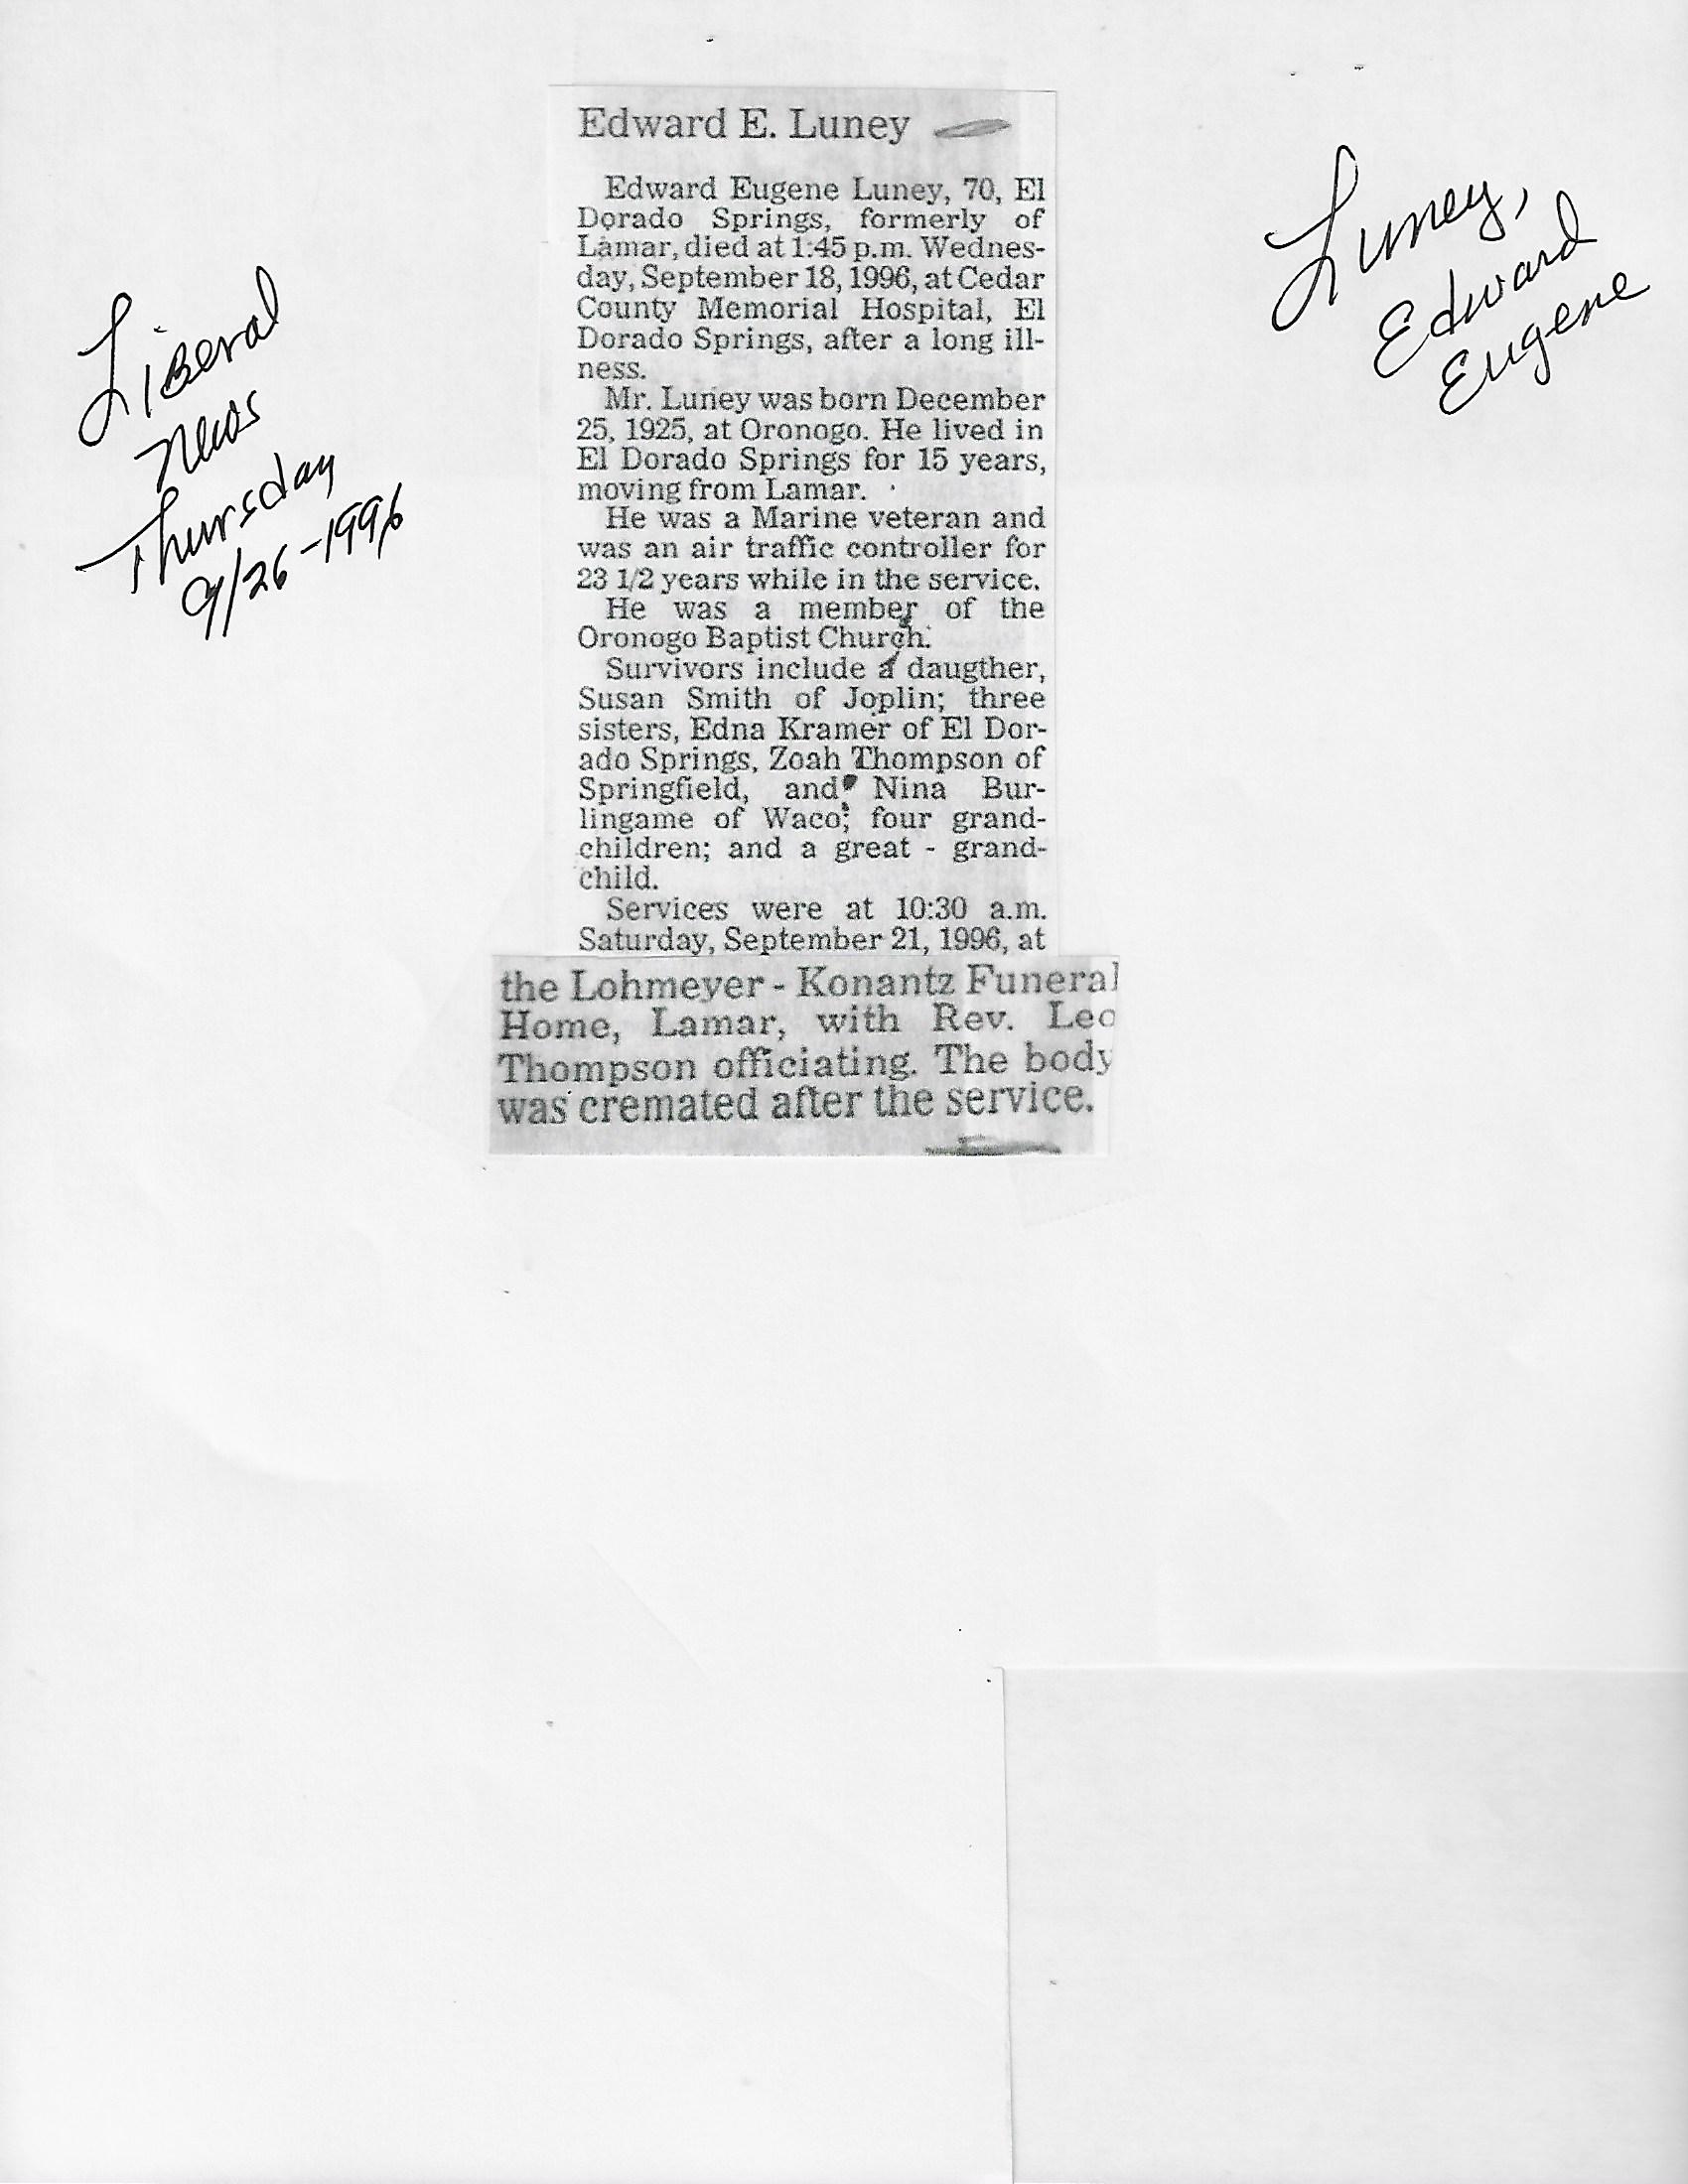 Liberal
News
Thursday
9/26-1996
Luney,
Edward
Eugene
Edward E. Luney
Edward Eugene Luney, 70, El
Dorado Springs, formerly of
Lamar, died at 1:45 p.m. Wednes-
day, September 18, 1996, at Cedar
County Memorial Hospital, El
Dorado Springs, after a long ill-
ness.
Mr. Luney was born December
25, 1925, at Oronogo. He lived in
El Dorado Springs for 15 years,
moving from Lamar.
He was a Marine veteran and
was an air traffic controller for
23 1/2 years while in the service.
He was a member of the
Oronogo Baptist Church.
Survivors include a daugther,
Susan Smith of Joplin; three
sisters, Edna Kramer of El Dor-
ado Springs, Zoah Thompson of
Springfield, and Nina Bur-
lingame of Waco; four grand-
children; and a great - grand-
child.
Services were at 10:30 a.m.
Saturday, September 21, 1996, at
the Lohmeyer - Konantz Funeral
Home, Lamar, with Rev. Leo
Thompson officiating. The body
was cremated after the service.